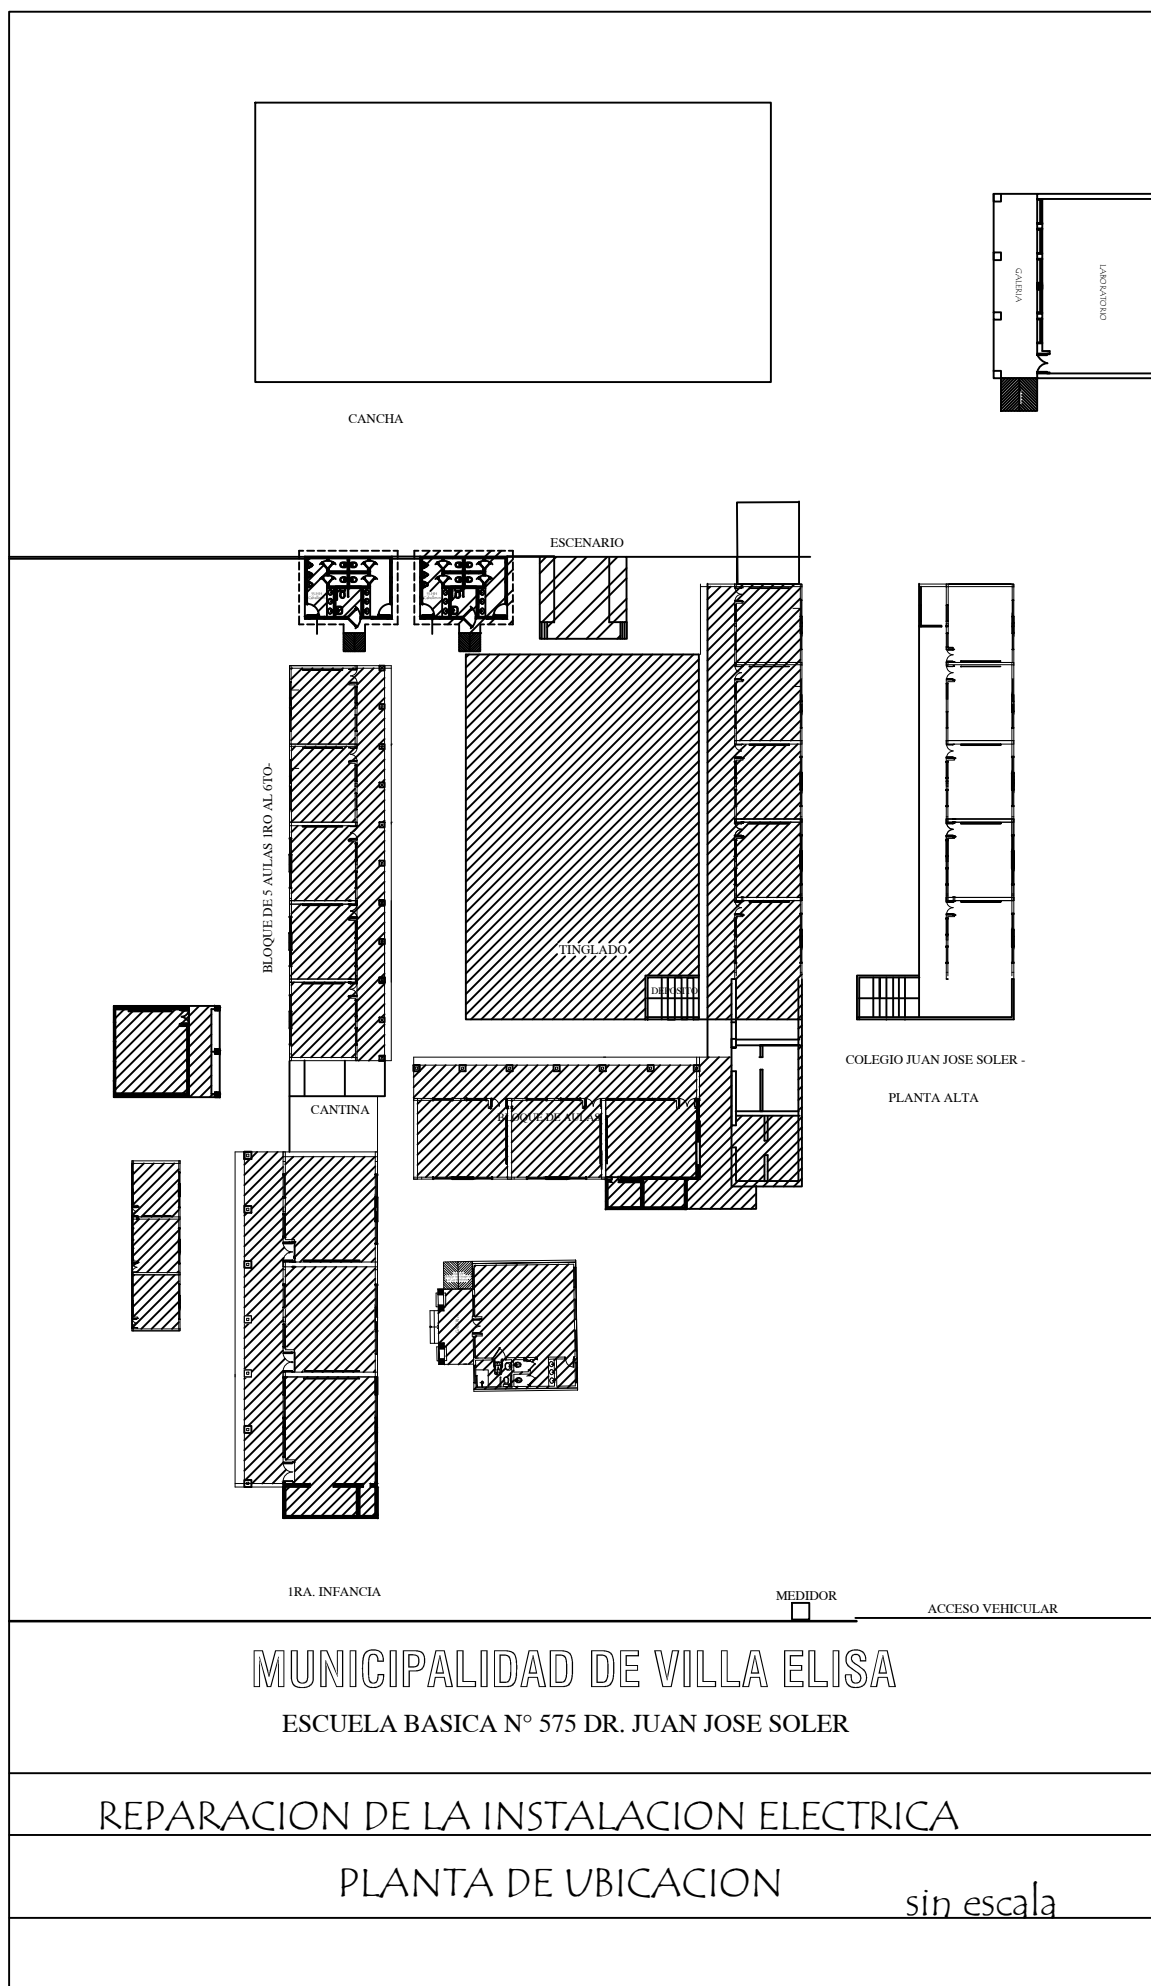 GALERIA
LABORATORIO
CANCHA
ESCENARIO
BLOQUE DE 5 AULAS 1RO AL 6TO-
TINGLADO
DEPOSITO
COLEGIO JUAN JOSE SOLER -
PLANTA ALTA
CANTINA
BLOQUE DE AULAS
1RA. INFANCIA
MEDIDOR
ACCESO VEHICULAR
MUNICIPALIDAD DE VILLA ELISA
ESCUELA BASICA N° 575 DR. JUAN JOSE SOLER
REPARACION DE LA INSTALACION ELECTRICA
PLANTA DE UBICACION
sin escala